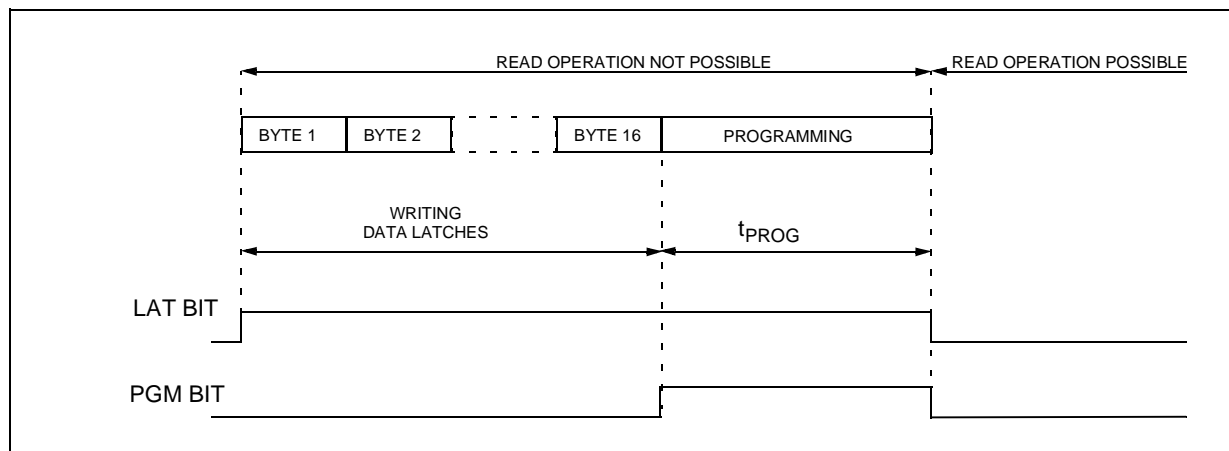 READ OPERATION NOT POSSIBLE
READ OPERATION POSSIBLE
BYTE 1
BYTE 2
BYTE 16
PROGRAMMING
WRITING
DATA LATCHES
tPROG
LAT BIT
PGM BIT